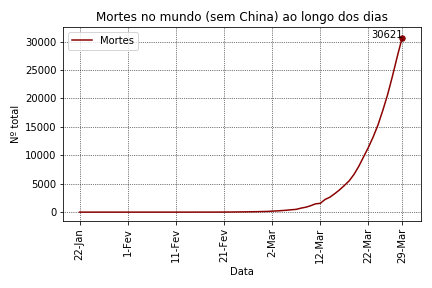 Mortes no mundo (sem China) ao longo dos dias
Mortes
30621
Nº total
30000
25000
20000
15000
10000
5000
0
22-Jan
1-Fev
11-Fev
21-Fev
2-Mar
12-Mar
22-Mar
29-Mar
Data